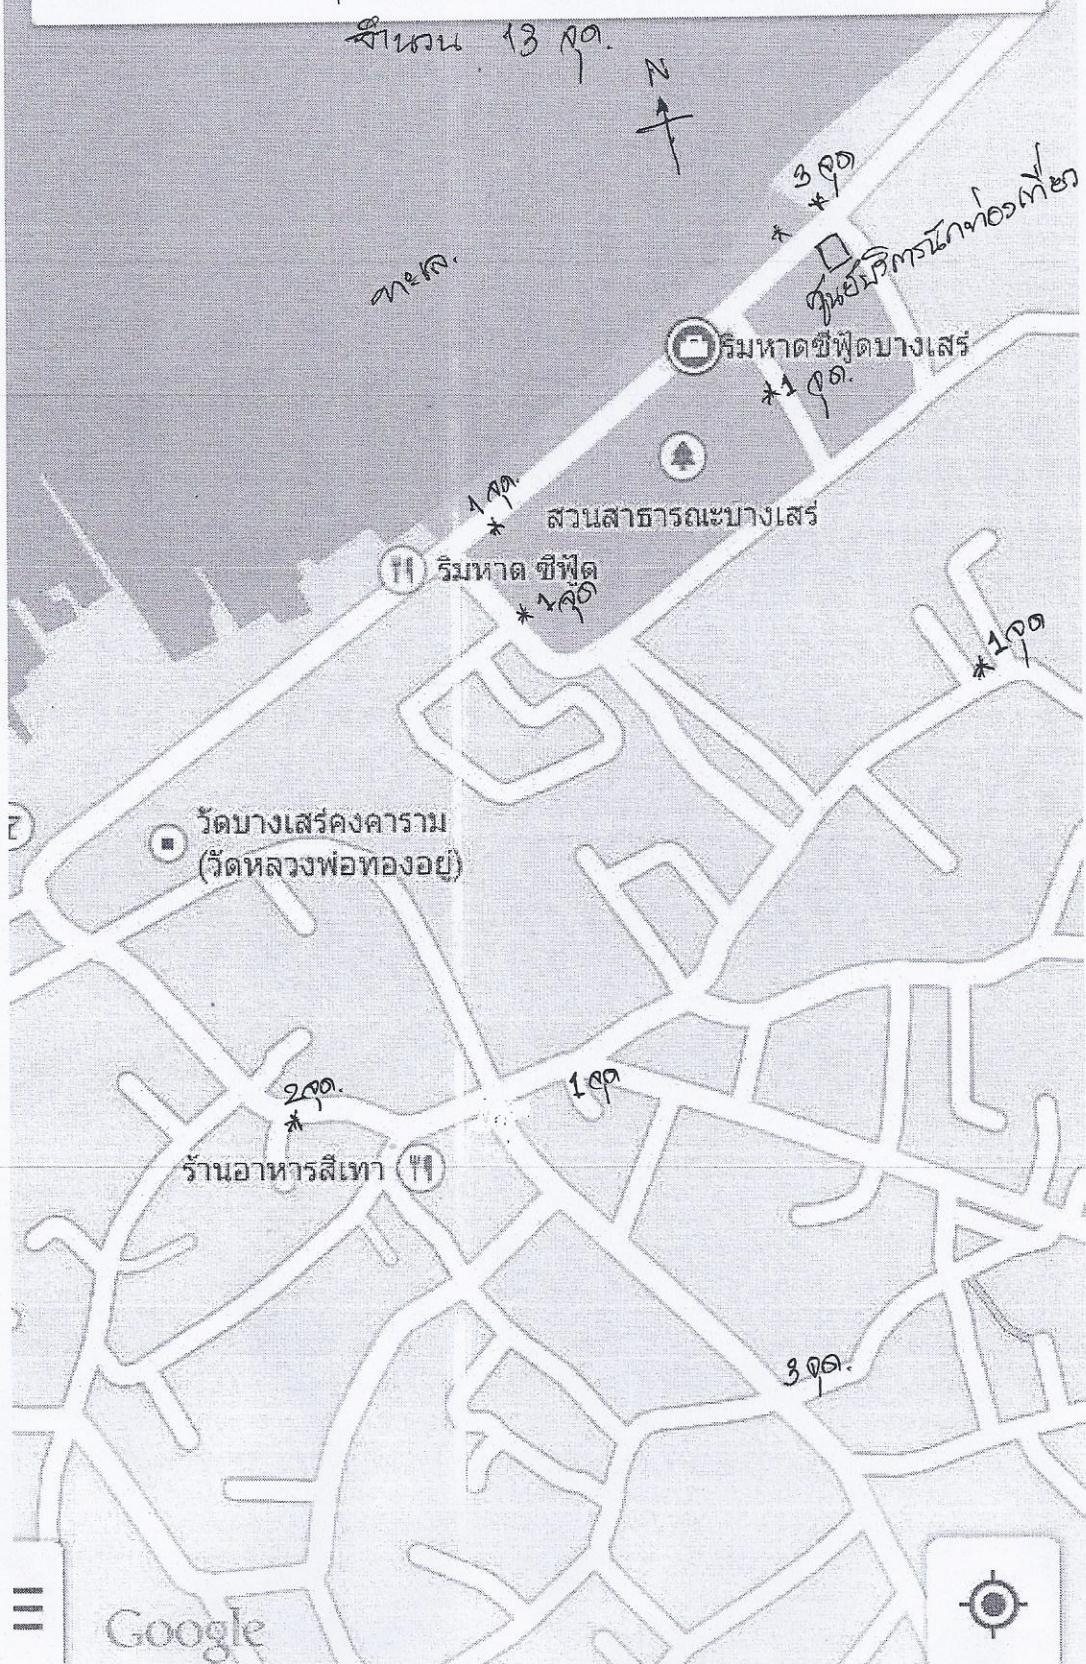 จำนวน 13 จุด.
N
3 จุด
ศูนย์บริการนักท่องเที่ยว
ทะเล.
ริมหาดซีฟู้ดบางเสร่
1 จุด.
1 จุด.
สวนสาธารณะบางเสร่
ริมหาด ซีฟู้ด
1 จุด
1 จุด
วัดบางเสร่คงคาราม
(วัดหลวงพ่อทองอยู่)
2 จุด.
1 จุด
ร้านอาหารสีเทา
3 จุด.
Google